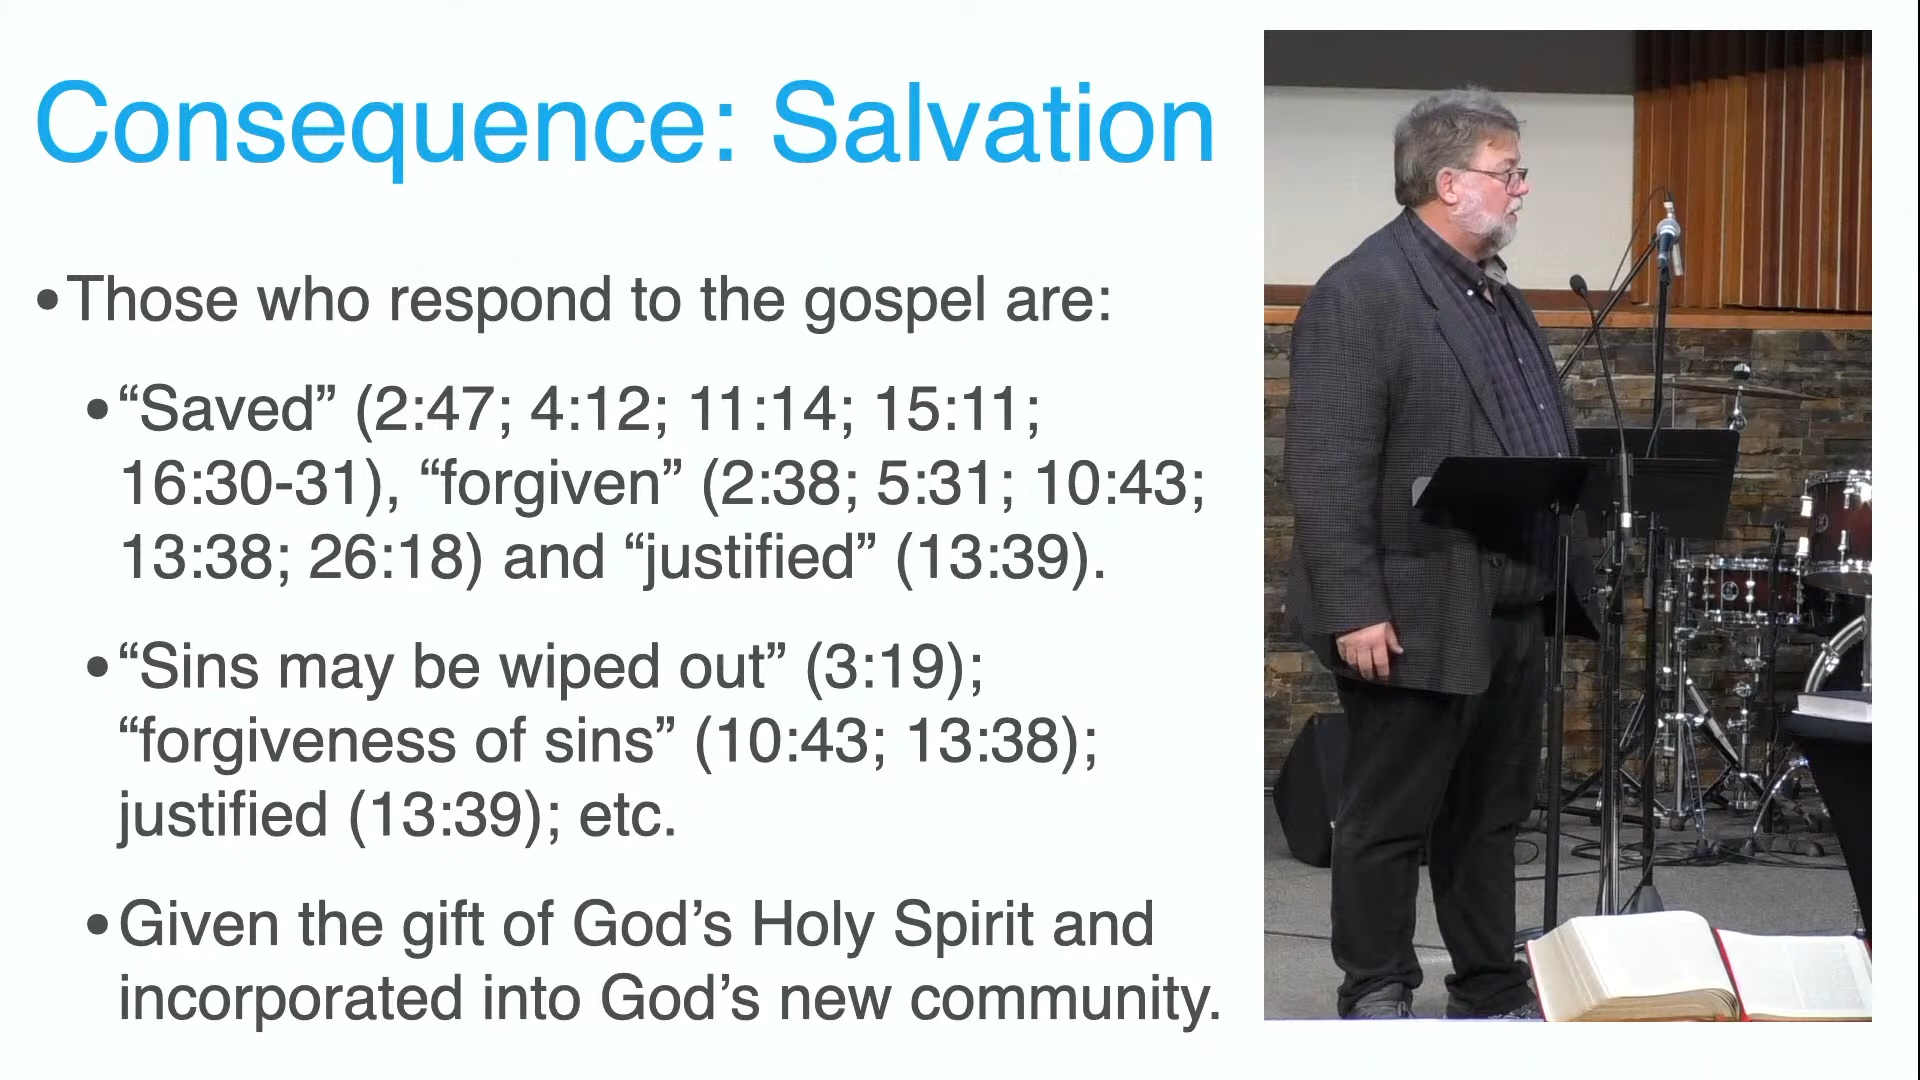 Consequence: Salvation
•Those who respond to the gospel are:
•“Saved” (2:47; 4:12; 11:14; 15:11;
16:30-31), “forgiven” (2:38; 5:31; 10:43;
13:38; 26:18) and “justified” (13:39).
•“Sins may be wiped out” (3:19);
“forgiveness of sins” (10:43; 13:38);
justified (13:39); etc.
•Given the gift of God’s Holy Spirit and
incorporated into God’s new community.